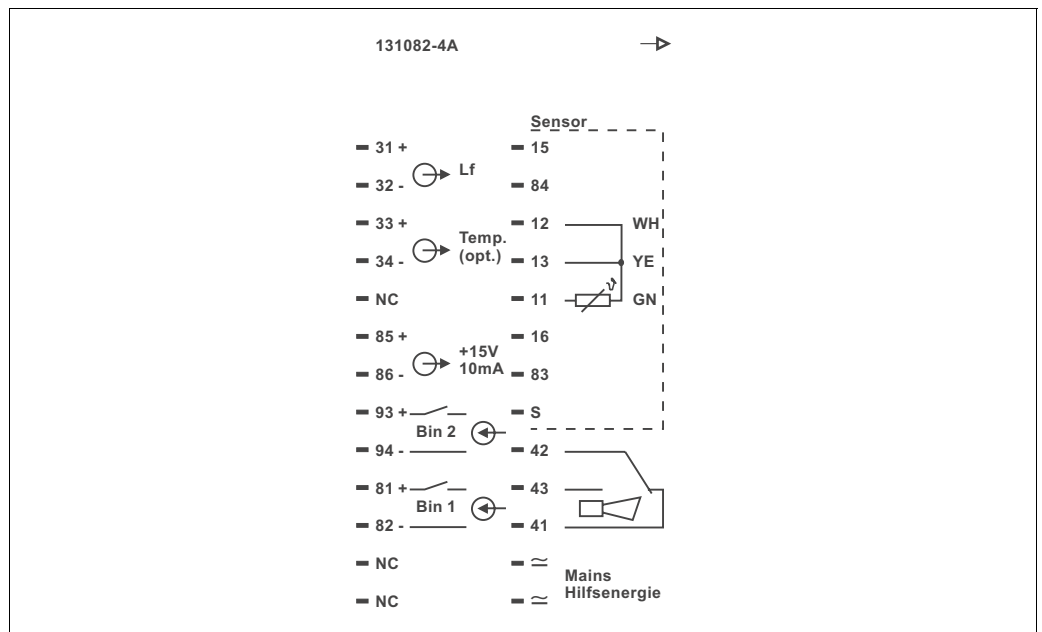 131082-4A
Sensor
31 +
32 -
Lf
33 +
34 -
Temp.
(opt.)
NC
85 +
86 -
+15V
10mA
93 +
Bin 2
94 -
81 +
Bin 1
82 -
NC
NC
15
84
12
WH
13
YE
11
GN
16
83
S
42
43
41
≃
≃
Mains
Hilfsenergie